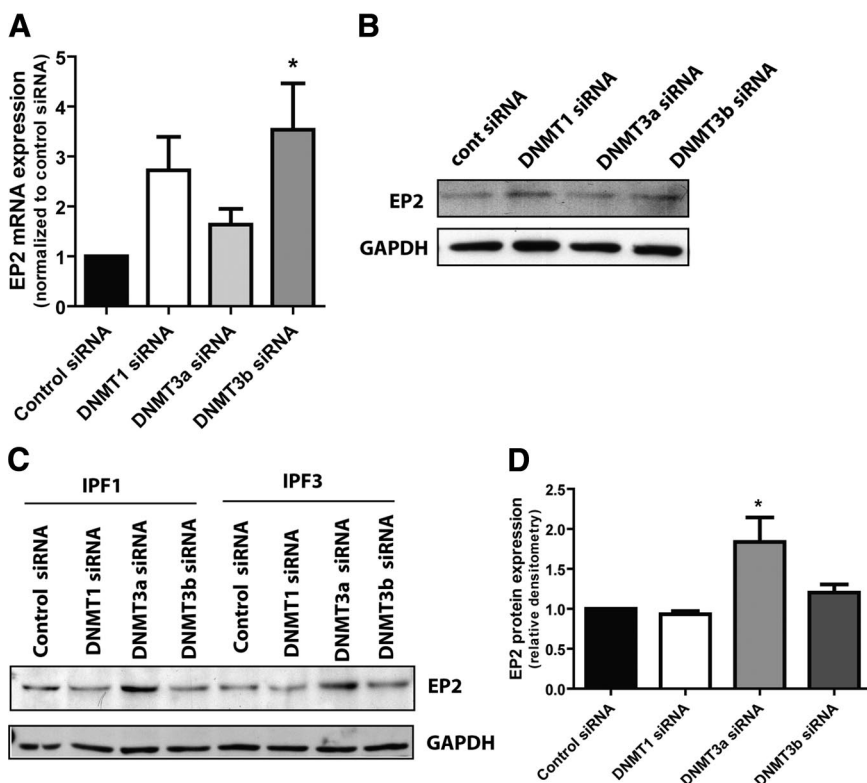 A
EP2 mRNA expression
(normalized to control siRNA)
5
4
3
2
1
0
*
Control siRNA
DNMT1 siRNA
DNMT3a siRNA
DNMT3b siRNA
B
cont siRNA
DNMT1 siRNA
DNMT3a siRNA
DNMT3b siRNA
EP2
GAPDH
C
IPF1
IPF3
Control siRNA
DNMT1 siRNA
DNMT3a siRNA
DNMT3b siRNA
Control siRNA
DNMT1 siRNA
DNMT3a siRNA
DNMT3b siRNA
EP2
GAPDH
D
EP2 protein expression
(relative densitometry)
2.5
2.0
1.5
1.0
0.5
0.0
*
Control siRNA
DNMT1 siRNA
DNMT3a siRNA
DNMT3b siRNA